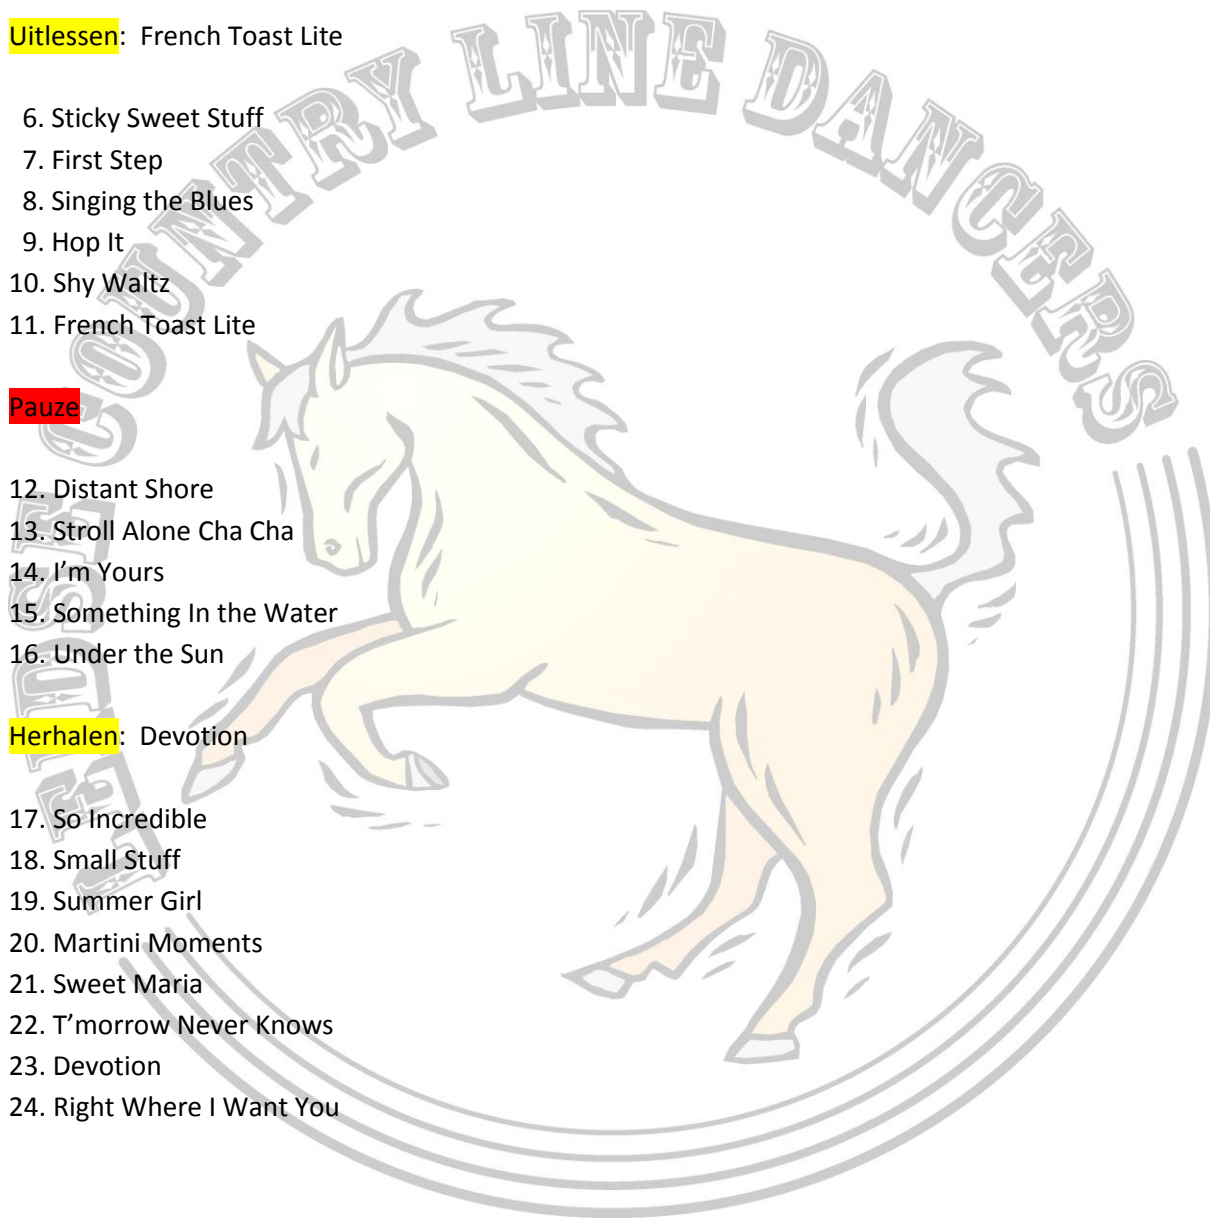 LEIDSE COUNTRY LINE DANCERS
Uitlessen: French Toast Lite
6. Sticky Sweet Stuff
7. First Step
8. Singing the Blues
9. Hop It
10. Shy Waltz
11. French Toast Lite
Pauze
12. Distant Shore
13. Stroll Alone Cha Cha
14. I’m Yours
15. Something In the Water
16. Under the Sun
Herhalen: Devotion
17. So Incredible
18. Small Stuff
19. Summer Girl
20. Martini Moments
21. Sweet Maria
22. T’morrow Never Knows
23. Devotion
24. Right Where I Want You